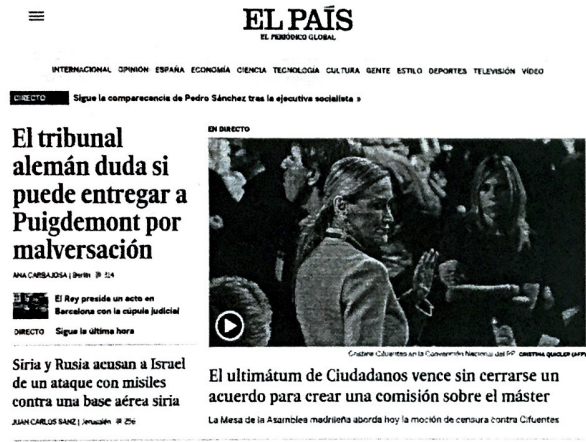 EL PAÍS
EL PERIÓDICO GLOBAL
INTERNACIONAL OPINIÓN ESPAÑA ECONOMÍA CIENCIA TECNOLOGÍA CULTURA GENTE ESTILO DEPORTES TELEVISIÓN VÍDEO
DIRECTO Sigue la comparecencia de Pedro Sánchez tras la ejecutiva socialista »
El tribunal
alemán duda si
puede entregar a
Puigdemont por
malversación
ANA CARBAJOSA | Berlín 314
El Rey preside un acto en
Barcelona con la cúpula judicial
DIRECTO Sigue la última hora
Siria y Rusia acusan a Israel
de un ataque con misiles
contra una base aérea siria
JUAN CARLOS SANZ | Jerusalén 256
EN DIRECTO
Cristina Cifuentes en la Convención Nacional del PP. CRISTINA QUICLER (AFP)
El ultimátum de Ciudadanos vence sin cerrarse un
acuerdo para crear una comisión sobre el máster
La Mesa de la Asamblea madrileña aborda hoy la moción de censura contra Cifuentes